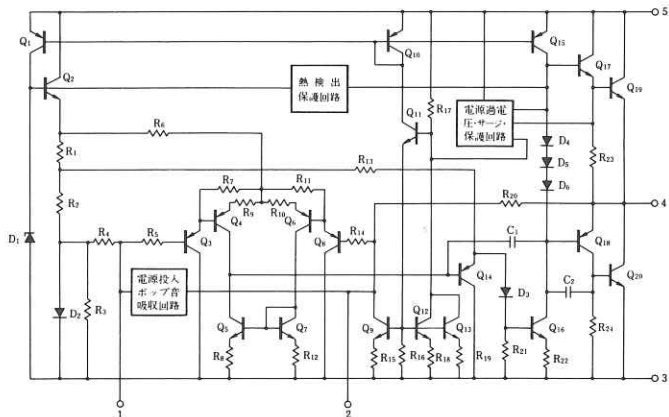 5
Q1
Q10
Q15
Q17
Q2
Q19
熱検出
保護回路
Q11
R17
電源過電
圧・サージ・
保護回路
R6
D4
R1
R23
D5
R13
R7
R11
D6
R2
R20
4
R9
R10
R4
R5
R14
C1
D1
Q4
Q6
Q3
Q8
Q18
Q14
電源投入
ポップ音
吸収回路
D3
C2
Q20
D2
R3
Q5
Q7
Q9
Q12
Q13
Q16
R8
R12
R15
R16
R18
R19
R21
R22
R24
3
1
2